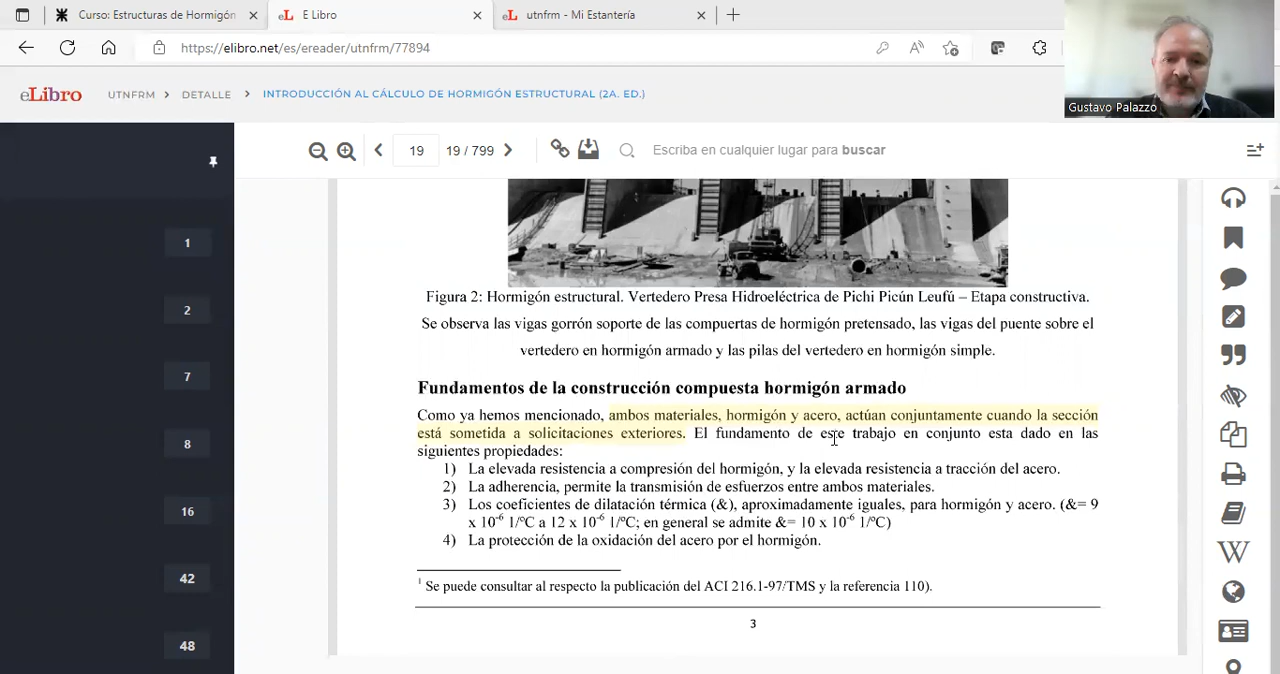 Curso: Estructuras de Hormigón
E Libro
utnfrm - Mi Estantería
https://elibro.net/es/ereader/utnfrm/77894
eLibro
UTNFRM > DETALLE > INTRODUCCIÓN AL CÁLCULO DE HORMIGÓN ESTRUCTURAL (2A. ED.)
Gustavo Palazzo
19 19 / 799
Escriba en cualquier lugar para buscar
1
2
7
8
16
42
48
Figura 2: Hormigón estructural. Vertedero Presa Hidroeléctrica de Pichi Picún Leufú – Etapa constructiva.
Se observa las vigas gorrón soporte de las compuertas de hormigón pretensado, las vigas del puente sobre el
vertedero en hormigón armado y las pilas del vertedero en hormigón simple.
Fundamentos de la construcción compuesta hormigón armado
Como ya hemos mencionado, ambos materiales, hormigón y acero, actúan conjuntamente cuando la sección
está sometida a solicitaciones exteriores. El fundamento de este trabajo en conjunto esta dado en las
siguientes propiedades:
1) La elevada resistencia a compresión del hormigón, y la elevada resistencia a tracción del acero.
2) La adherencia, permite la transmisión de esfuerzos entre ambos materiales.
3) Los coeficientes de dilatación térmica (&), aproximadamente iguales, para hormigón y acero. (&= 9
x 10⁻⁶ 1/ºC a 12 x 10⁻⁶ 1/ºC; en general se admite &= 10 x 10⁻⁶ 1/ºC)
4) La protección de la oxidación del acero por el hormigón.
¹ Se puede consultar al respecto la publicación del ACI 216.1-97/TMS y la referencia 110).
3